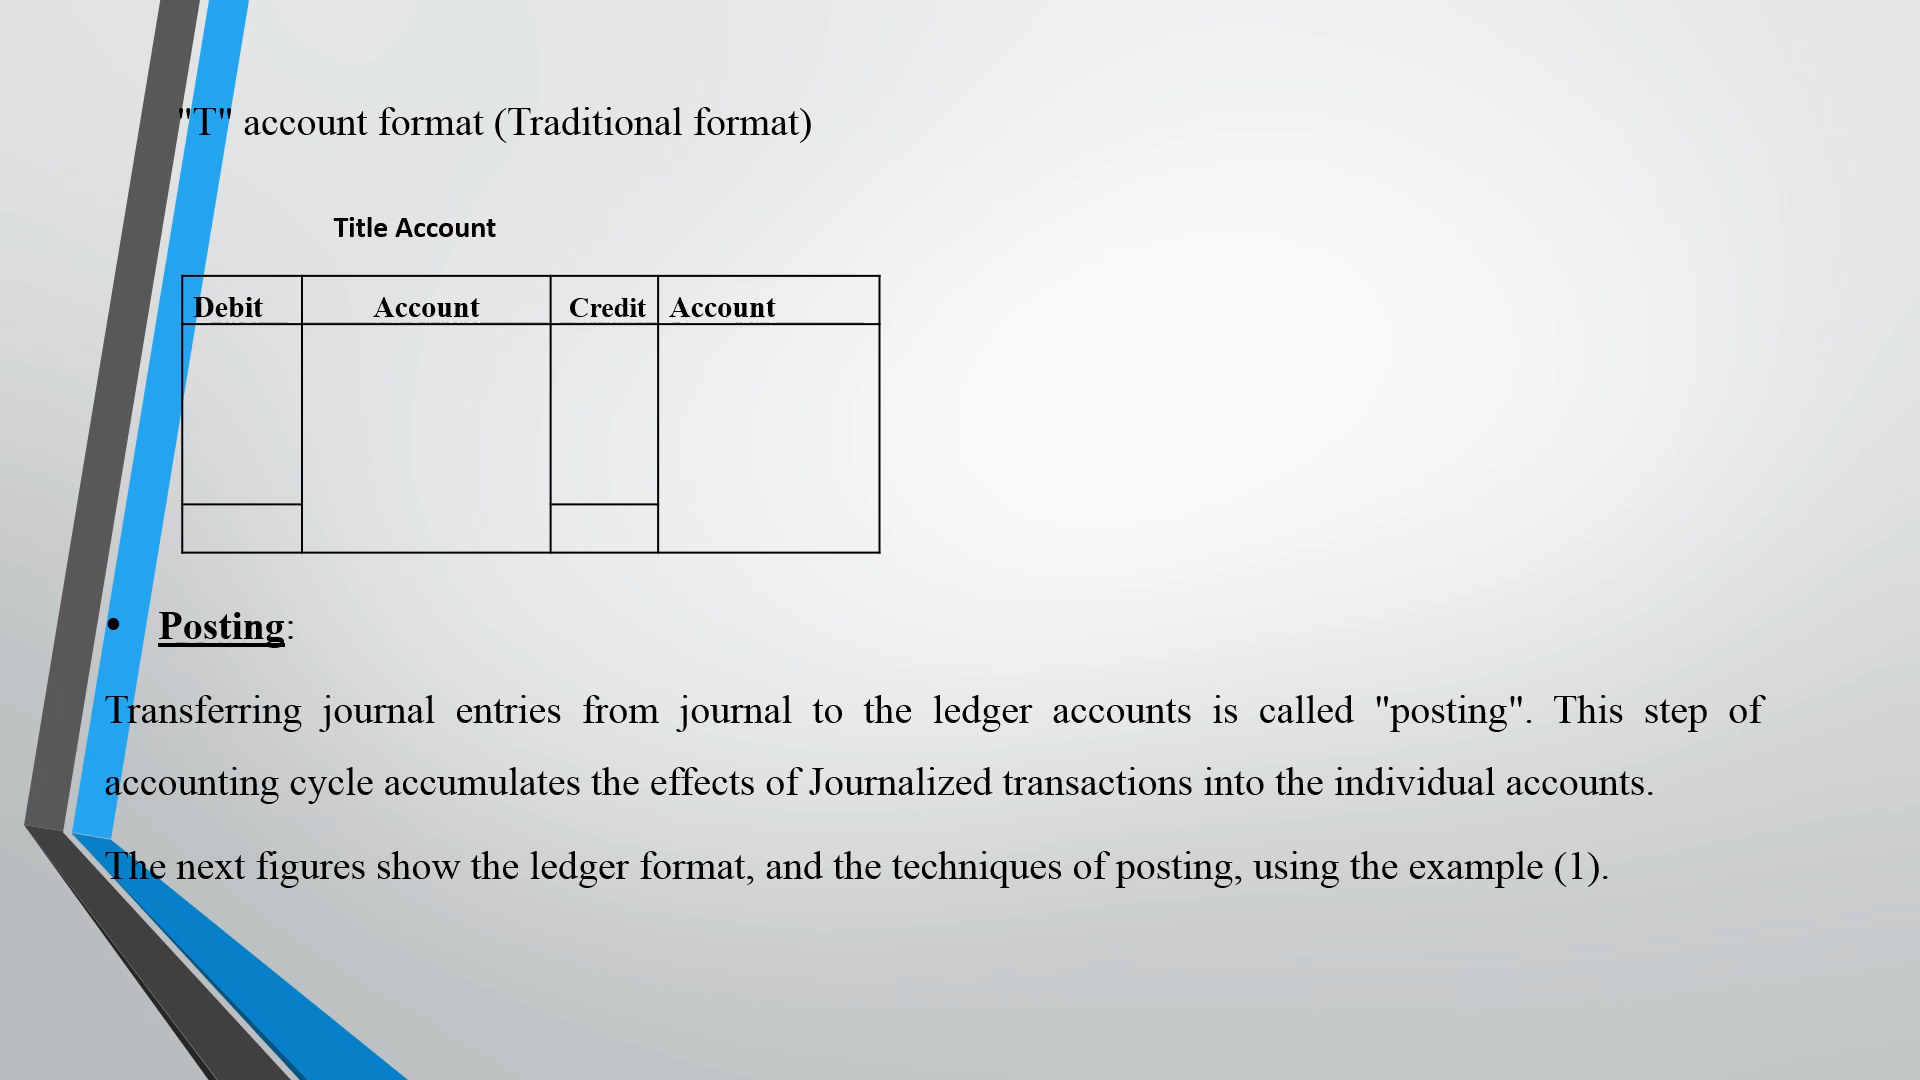 "T" account format (Traditional format)
Title Account
Debit Account Credit Account
• Posting:
Transferring journal entries from journal to the ledger accounts is called "posting". This step of
accounting cycle accumulates the effects of Journalized transactions into the individual accounts.
The next figures show the ledger format, and the techniques of posting, using the example (1).